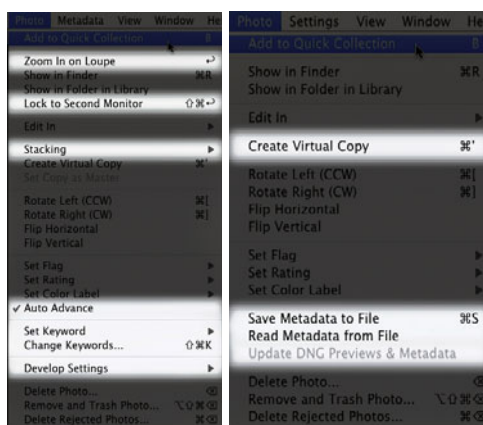 Photo Metadata View Window He
Add to Quick Collection B
Zoom In on Loupe ↵
Show in Finder ⌘R
Show in Folder in Library
Lock to Second Monitor ⇧⌘↵
Edit In ▶
Stacking ▶
Create Virtual Copy ⌘'
Set Copy as Master
Rotate Left (CCW) ⌘[
Rotate Right (CW) ⌘]
Flip Horizontal
Flip Vertical
Set Flag ▶
Set Rating ▶
Set Color Label ▶
✓ Auto Advance
Set Keyword ▶
Change Keywords... ⇧⌘K
Develop Settings ▶
Delete Photo... ⌫
Remove and Trash Photo... ⌥⇧⌘⌫
Delete Rejected Photos... ⌘⌫
Photo Settings View Window He
Add to Quick Collection B
Show in Finder ⌘R
Show in Folder in Library
Edit In ▶
Create Virtual Copy ⌘'
Rotate Left (CCW) ⌘[
Rotate Right (CW) ⌘]
Flip Horizontal
Flip Vertical
Set Flag ▶
Set Rating ▶
Set Color Label ▶
Save Metadata to File ⌘S
Read Metadata from File
Update DNG Previews & Metadata
Delete Photo... ⌫
Remove and Trash Photo... ⌥⇧⌘⌫
Delete Rejected Photos... ⌘⌫